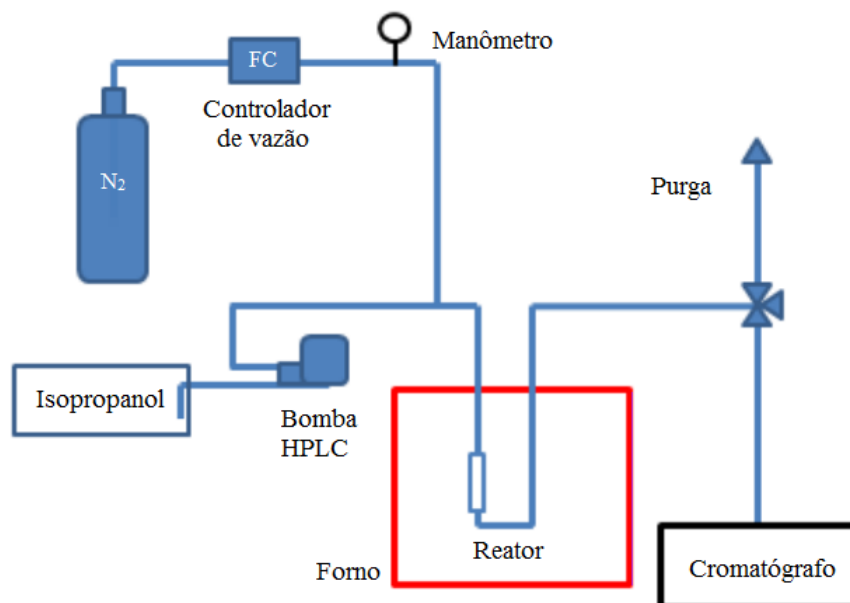 FC
Manômetro
Controlador
de vazão
N₂
Purga
Isopropanol
Bomba
HPLC
Reator
Forno
Cromatógrafo